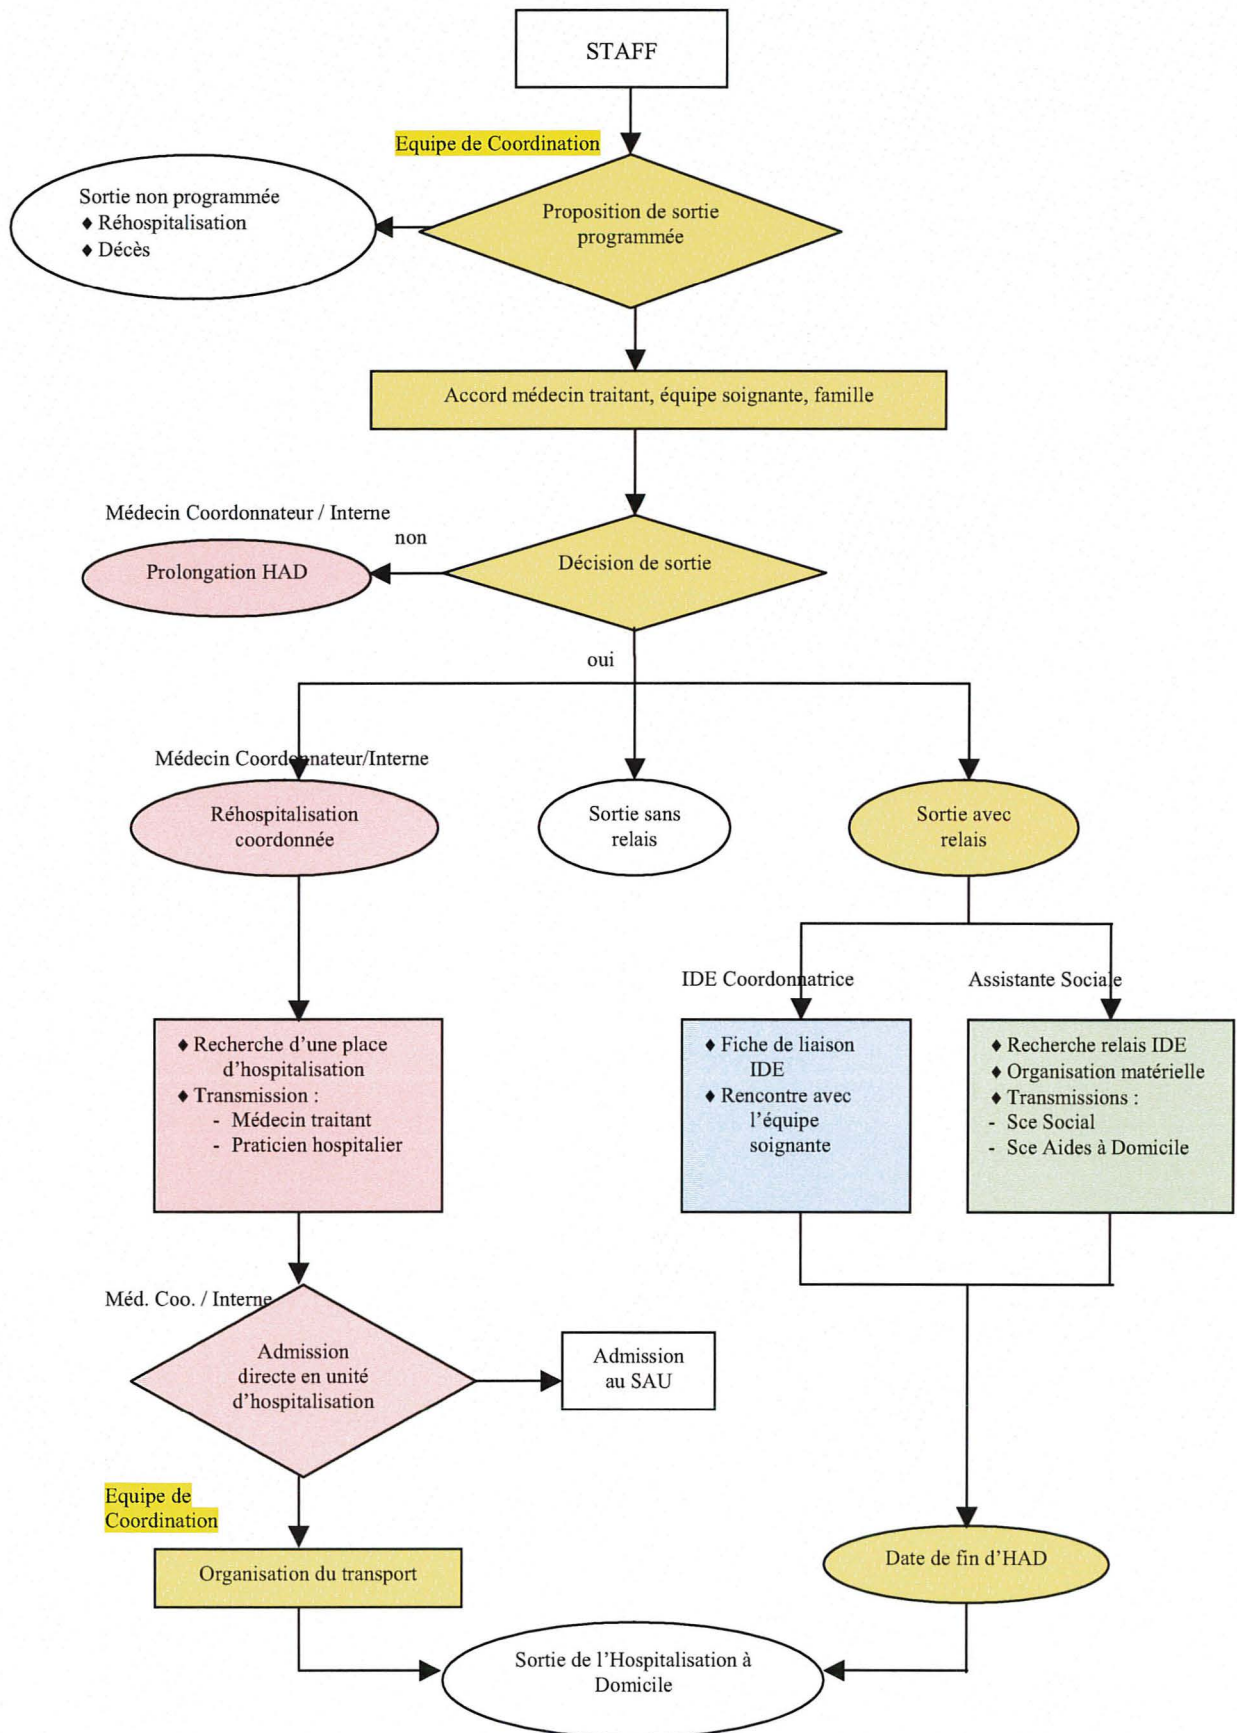 STAFF
Equipe de Coordination
Sortie non programmée
♦ Réhospitalisation
♦ Décès
Proposition de sortie
programmée
Accord médecin traitant, équipe soignante, famille
Médecin Coordonnateur / Interne
non
Prolongation HAD
Décision de sortie
oui
Médecin Coordonnateur/Interne
Réhospitalisation
coordonnée
Sortie sans
relais
Sortie avec
relais
IDE Coordonnatrice
Assistante Sociale
♦ Recherche d'une place
d'hospitalisation
♦ Transmission :
- Médecin traitant
- Praticien hospitalier
♦ Fiche de liaison
IDE
♦ Rencontre avec
l'équipe
soignante
♦ Recherche relais IDE
♦ Organisation matérielle
♦ Transmissions :
- Sce Social
- Sce Aides à Domicile
Méd. Coo. / Interne
Admission
directe en unité
d'hospitalisation
Admission
au SAU
Equipe de
Coordination
Organisation du transport
Date de fin d'HAD
Sortie de l'Hospitalisation à
Domicile